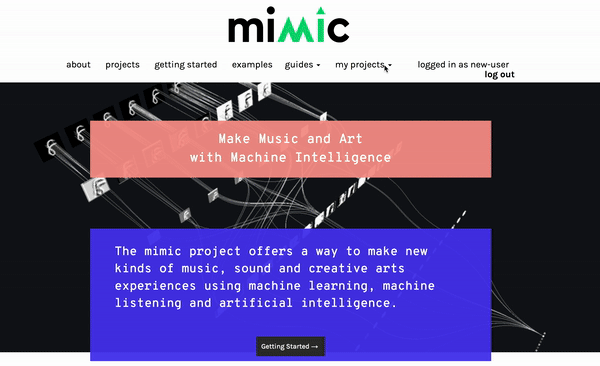 mimic
about projects getting started examples guides my projects logged in as new-user
log out
Make Music and Art
with Machine Intelligence
The mimic project offers a way to make new
kinds of music, sound and creative arts
experiences using machine learning, machine
listening and artificial intelligence.
Getting Started →